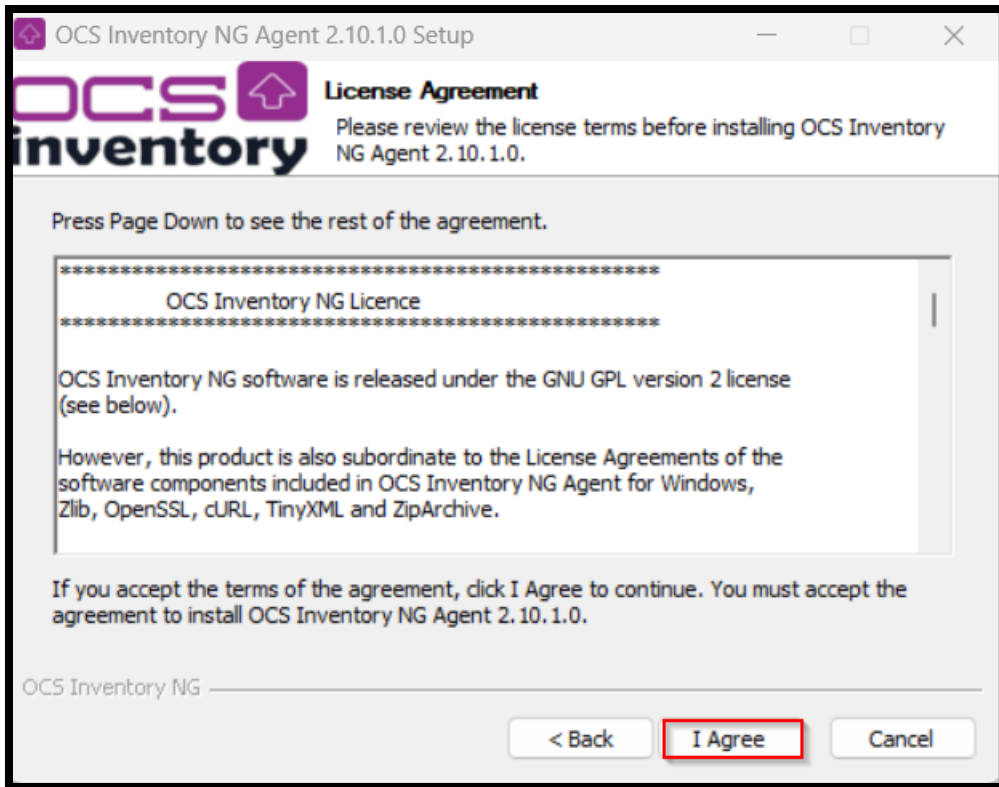 OCS Inventory NG Agent 2.10.1.0 Setup
OCS
inventory
License Agreement
Please review the license terms before installing OCS Inventory
NG Agent 2.10.1.0.
Press Page Down to see the rest of the agreement.
**************************************************
OCS Inventory NG Licence
**************************************************
OCS Inventory NG software is released under the GNU GPL version 2 license
(see below).
However, this product is also subordinate to the License Agreements of the
software components included in OCS Inventory NG Agent for Windows,
Zlib, OpenSSL, cURL, TinyXML and ZipArchive.
If you accept the terms of the agreement, click I Agree to continue. You must accept the
agreement to install OCS Inventory NG Agent 2.10.1.0.
OCS Inventory NG
< Back
I Agree
Cancel